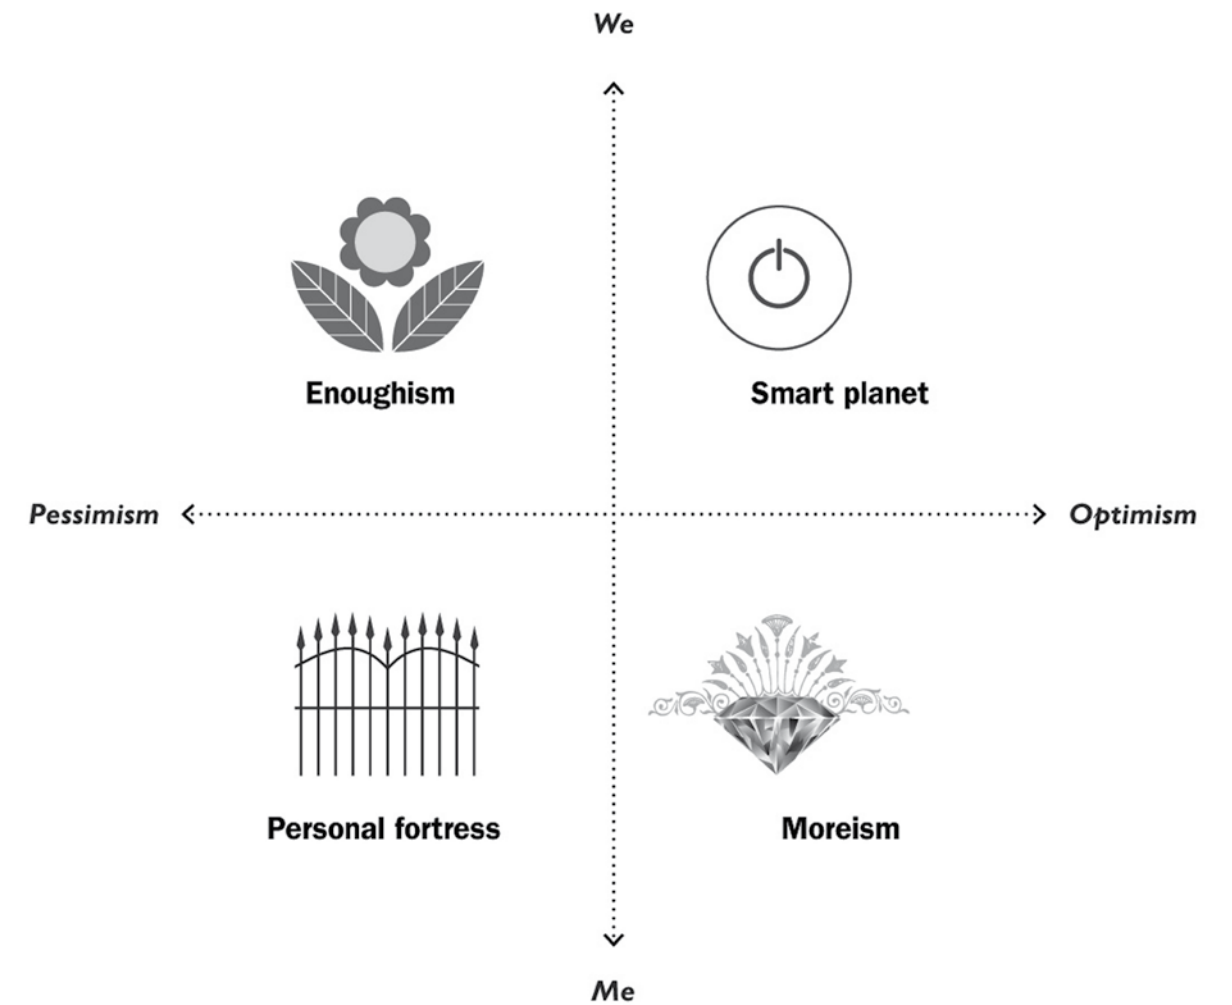 We
Enoughism
Smart planet
Pessimism
Optimism
Personal fortress
Moreism
Me